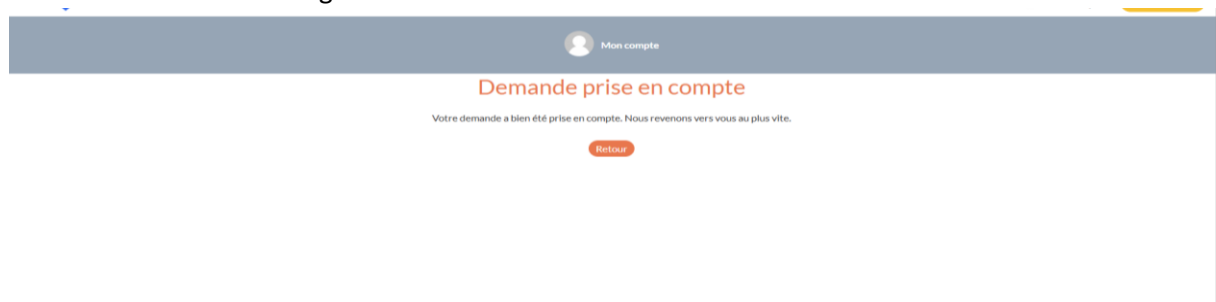 Mon compte
Demande prise en compte
Votre demande a bien été prise en compte. Nous revenons vers vous au plus vite.
Retour